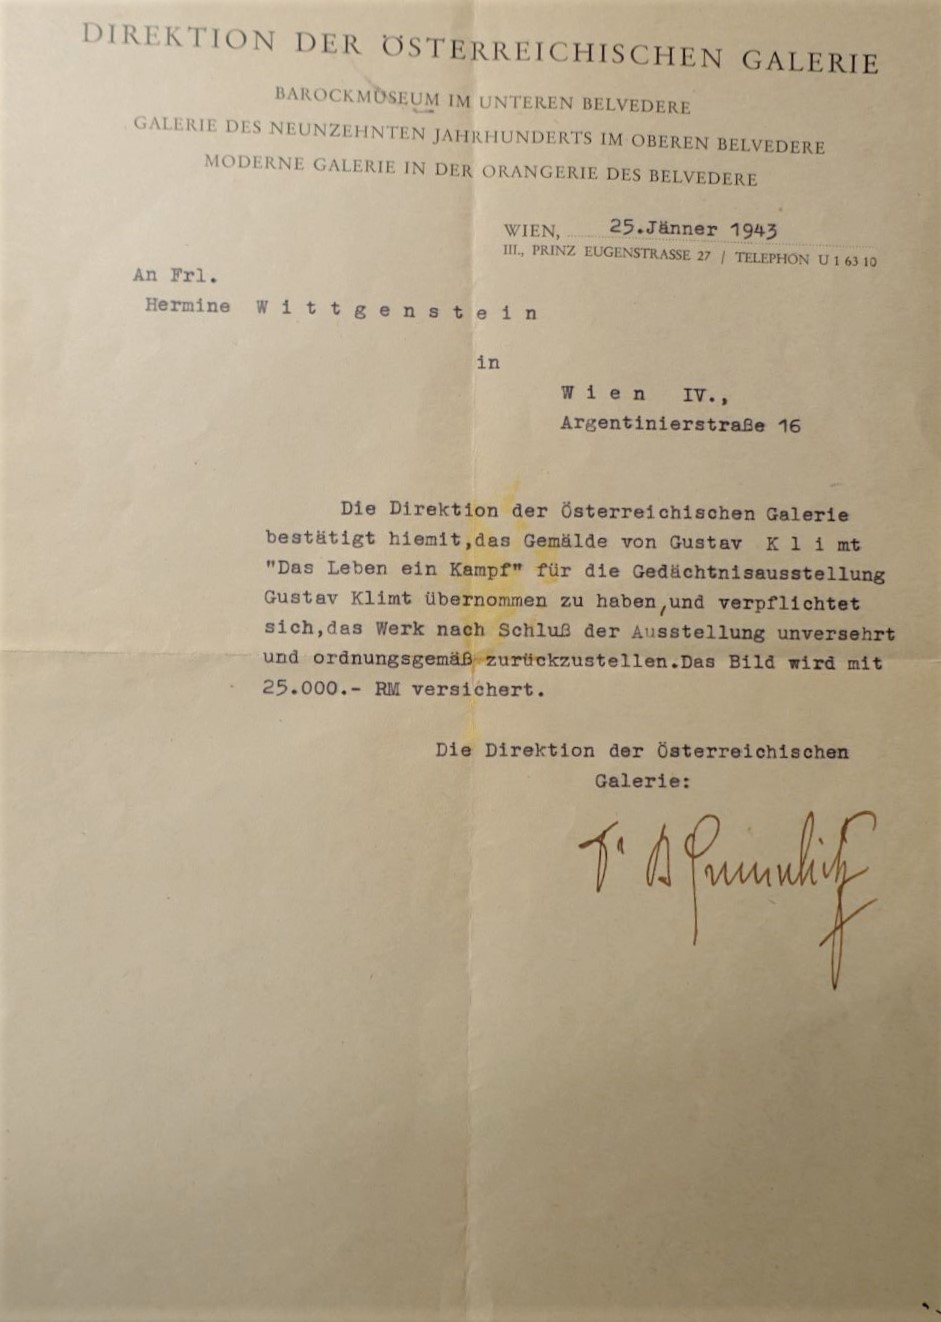 DIREKTION DER ÖSTERREICHISCHEN GALERIE
BAROCKMUSEUM IM UNTEREN BELVEDERE
GALERIE DES NEUNZEHNTEN JAHRHUNDERTS IM OBEREN BELVEDERE
MODERNE GALERIE IN DER ORANGERIE DES BELVEDERE
WIEN, 25.Jänner 1943
III., PRINZ EUGENSTRASSE 27 / TELEPHON U 1 63 10
An Frl.
Hermine W i t t g e n s t e i n
in
W i e n IV.,
Argentinierstraße 16
Die Direktion der Österreichischen Galerie
bestätigt hiemit,das Gemälde von Gustav K l i mt
"Das Leben ein Kampf" für die Gedächtnisausstellung
Gustav Klimt übernommen zu haben,und verpflichtet
sich,das Werk nach Schluß der Ausstellung unversehrt
und ordnungsgemäß zurückzustellen.Das Bild wird mit
25.000.- RM versichert.
Die Direktion der Österreichischen
Galerie: